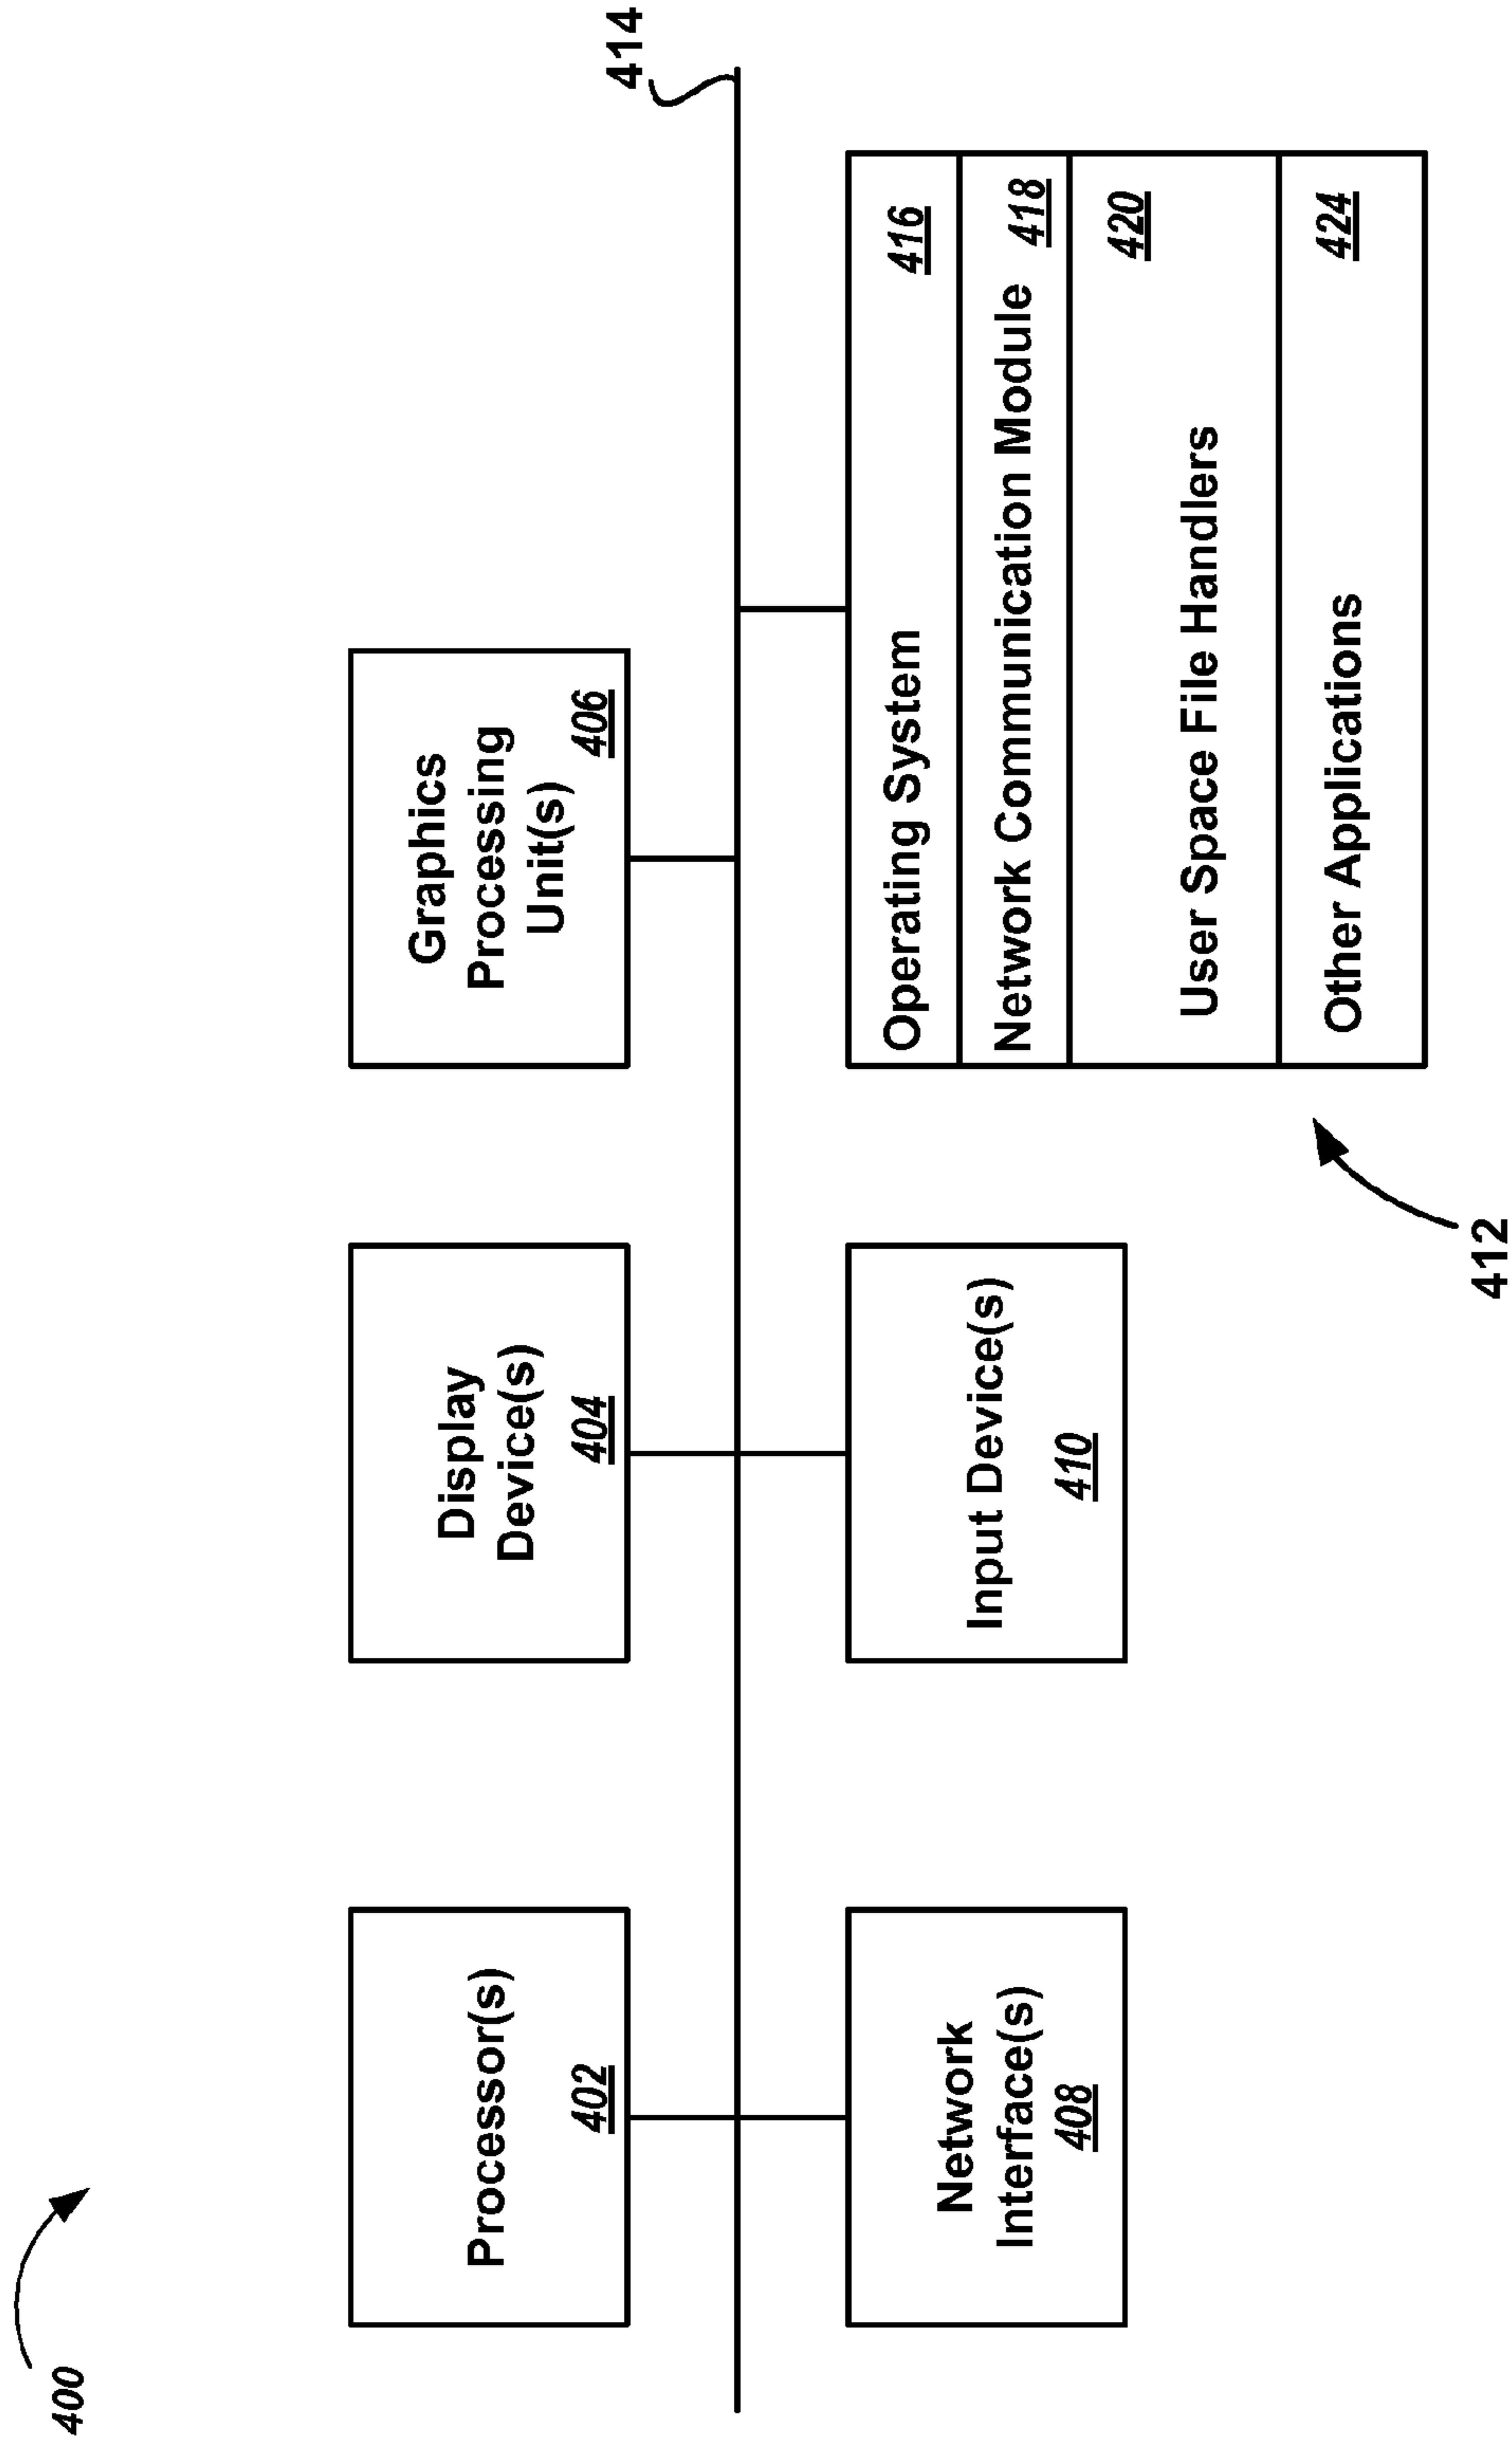 400
Processor(s)
402
Display
Device(s)
404
Graphics
Processing
Unit(s)
406
414
Network
Interface(s)
408
Input Device(s)
410
Operating System 416
Network Communication Module 418
420
User Space File Handlers
Other Applications 424
412